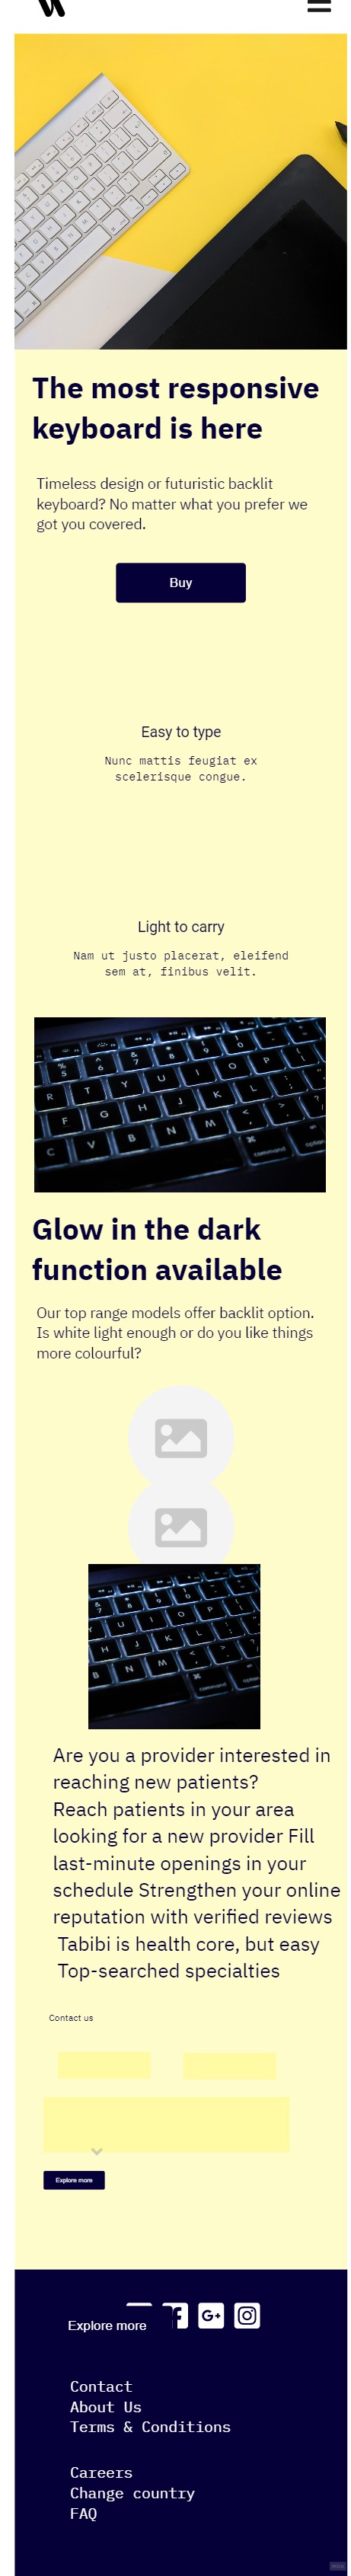 The most responsive
keyboard is here
Timeless design or futuristic backlit
keyboard? No matter what you prefer we
got you covered.
Buy
Easy to type
Nunc mattis feugiat ex
scelerisque congue.
Light to carry
Nam ut justo placerat, eleifend
sem at, finibus velit.
Glow in the dark
function available
Our top range models offer backlit option.
Is white light enough or do you like things
more colourful?
Are you a provider interested in
reaching new patients?
Reach patients in your area
looking for a new provider Fill
last-minute openings in your
schedule Strengthen your online
reputation with verified reviews
Tabibi is health core, but easy
Top-searched specialties
Contact us
Explore more
Explore more
Contact
About Us
Terms & Conditions
Careers
Change country
FAQ